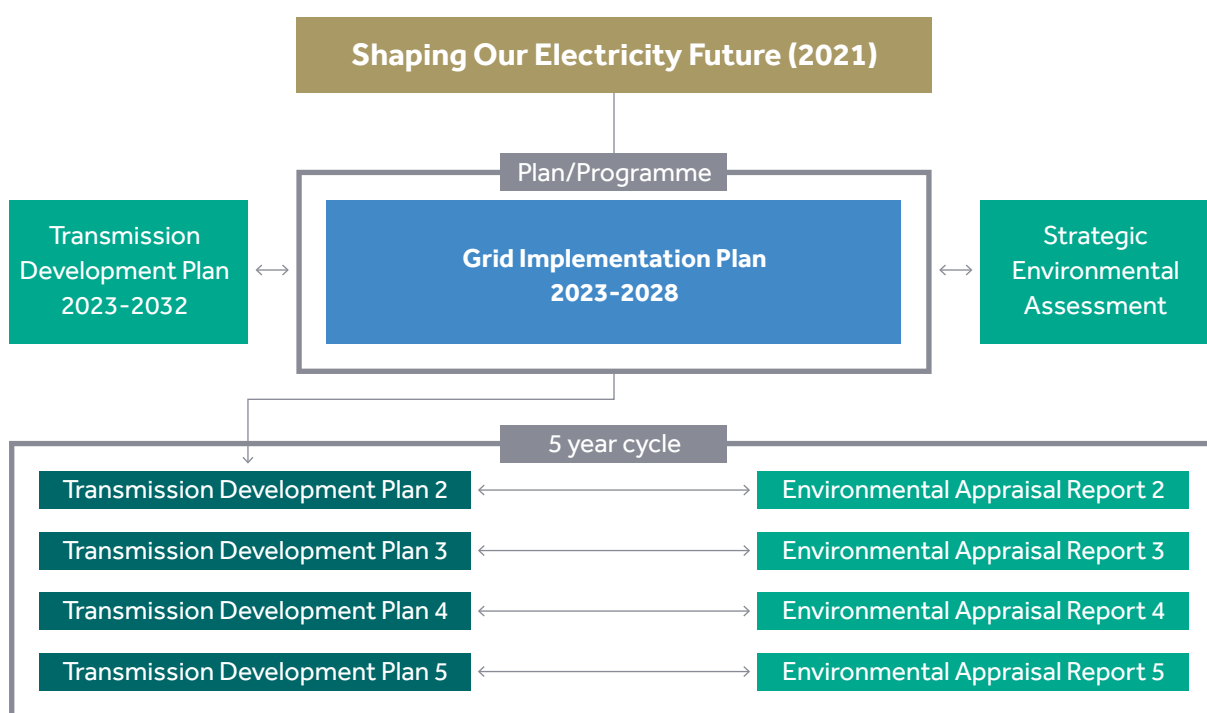 Shaping Our Electricity Future (2021)
Plan/Programme
Transmission
Development Plan
2023-2032
Grid Implementation Plan
2023-2028
Strategic
Environmental
Assessment
5 year cycle
Transmission Development Plan 2
Environmental Appraisal Report 2
Transmission Development Plan 3
Environmental Appraisal Report 3
Transmission Development Plan 4
Environmental Appraisal Report 4
Transmission Development Plan 5
Environmental Appraisal Report 5